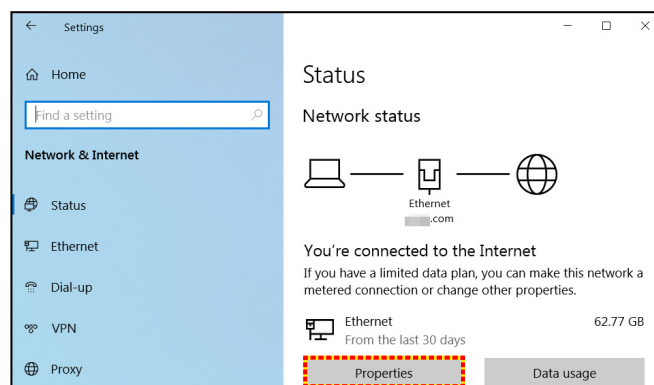 Settings
Home
Find a setting
Network & Internet
Status
Ethernet
Dial-up
VPN
Proxy
Status
Network status
Ethernet
.com
You're connected to the Internet
If you have a limited data plan, you can make this network a
metered connection or change other properties.
Ethernet 62.77 GB
From the last 30 days
Properties Data usage